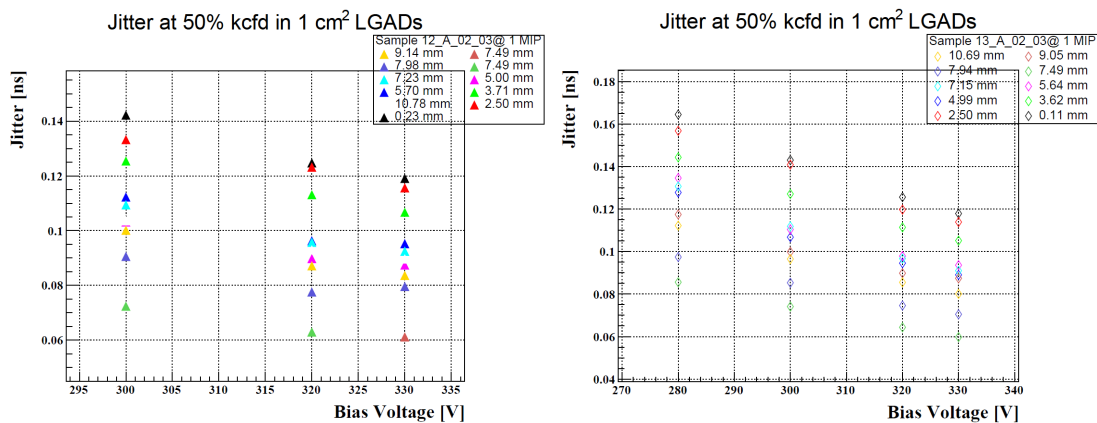 Jitter at 50% kcfd in 1 cm² LGADs
Sample 12_A_02_03@ 1 MIP
9.14 mm 7.49 mm
7.98 mm 7.49 mm
7.23 mm 5.00 mm
5.70 mm 3.71 mm
10.78 mm 2.50 mm
0.23 mm
Jitter [ns]
0.14
0.12
0.1
0.08
0.06
295 300 305 310 315 320 325 330 335
Bias Voltage [V]
Jitter at 50% kcfd in 1 cm² LGADs
Sample 13_A_02_03@ 1 MIP
10.69 mm 9.05 mm
7.94 mm 7.49 mm
7.15 mm 5.64 mm
4.99 mm 3.62 mm
2.50 mm 0.11 mm
Jitter [ns]
0.18
0.16
0.14
0.12
0.1
0.08
0.06
0.04
270 280 290 300 310 320 330 340
Bias Voltage [V]